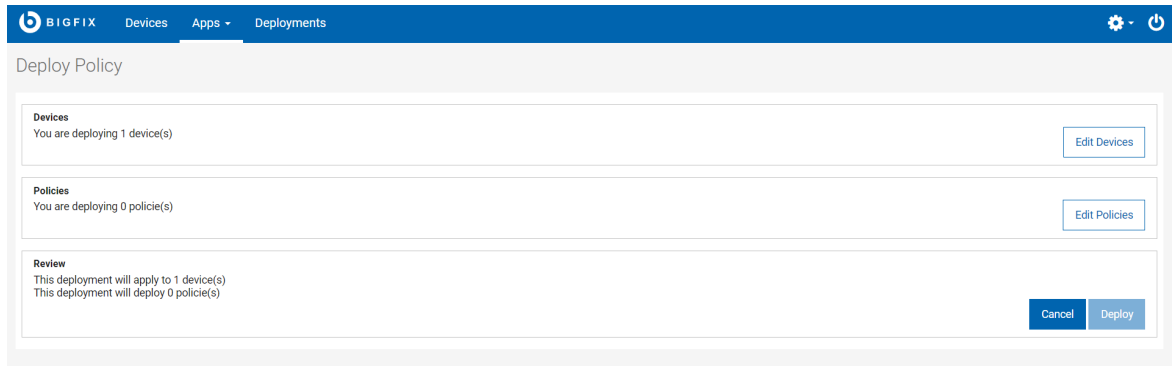 BIGFIX Devices Apps Deployments
Deploy Policy
Devices
You are deploying 1 device(s)
Edit Devices
Policies
You are deploying 0 policie(s)
Edit Policies
Review
This deployment will apply to 1 device(s)
This deployment will deploy 0 policie(s)
Cancel Deploy